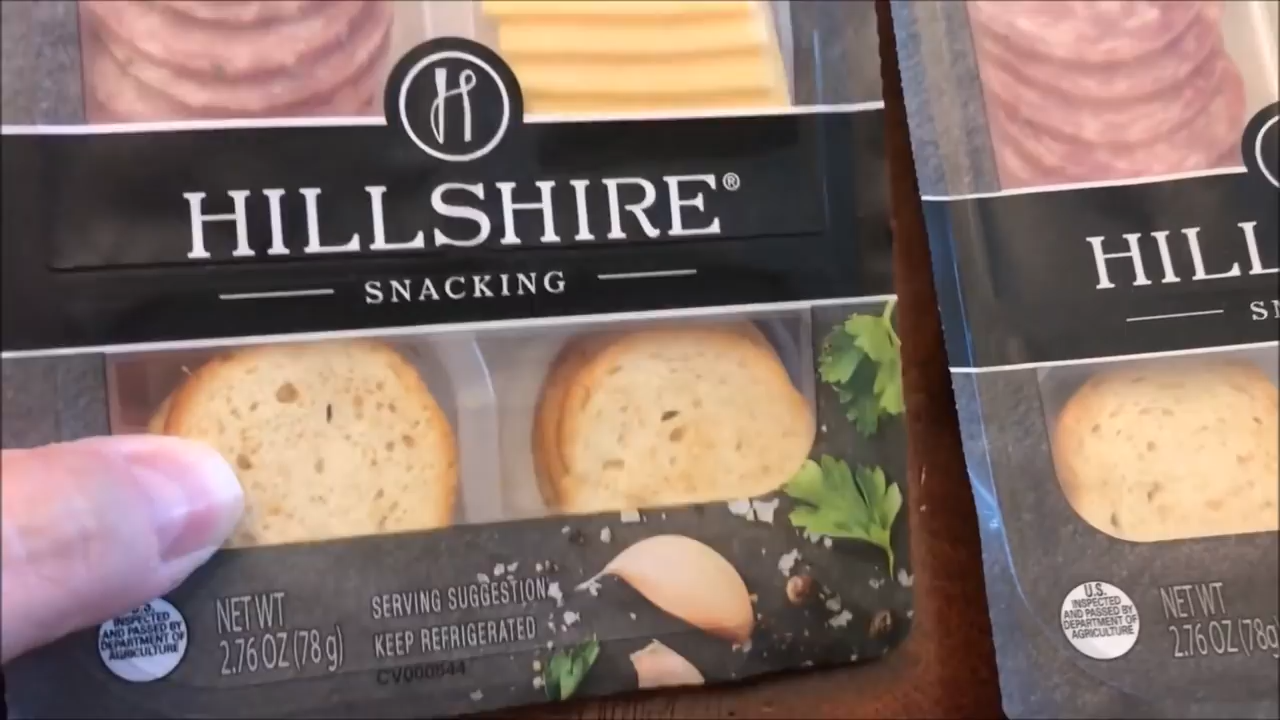 H
HILLSHIRE®
SNACKING
U.S.
INSPECTED
AND PASSED BY
DEPARTMENT OF
AGRICULTURE
NET WT
2.76 OZ (78 g)
SERVING SUGGESTION
KEEP REFRIGERATED
CV000644
HILL
U.S.
INSPECTED
AND PASSED BY
DEPARTMENT OF
AGRICULTURE
NET WT
2.76 OZ (78g